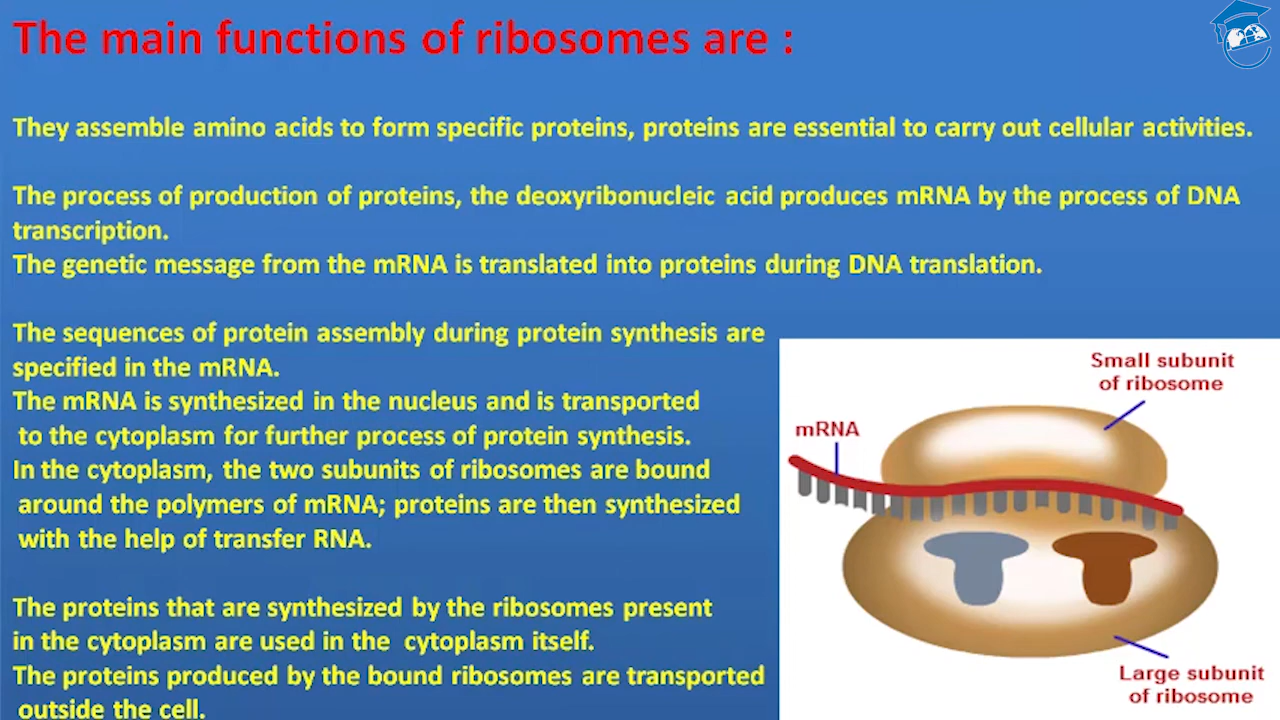 The main functions of ribosomes are :
They assemble amino acids to form specific proteins, proteins are essential to carry out cellular activities.
The process of production of proteins, the deoxyribonucleic acid produces mRNA by the process of DNA
transcription.
The genetic message from the mRNA is translated into proteins during DNA translation.
The sequences of protein assembly during protein synthesis are
specified in the mRNA.
The mRNA is synthesized in the nucleus and is transported
to the cytoplasm for further process of protein synthesis.
In the cytoplasm, the two subunits of ribosomes are bound
around the polymers of mRNA; proteins are then synthesized
with the help of transfer RNA.
The proteins that are synthesized by the ribosomes present
in the cytoplasm are used in the cytoplasm itself.
The proteins produced by the bound ribosomes are transported
outside the cell.
Small subunit
of ribosome
mRNA
Large subunit
of ribosome